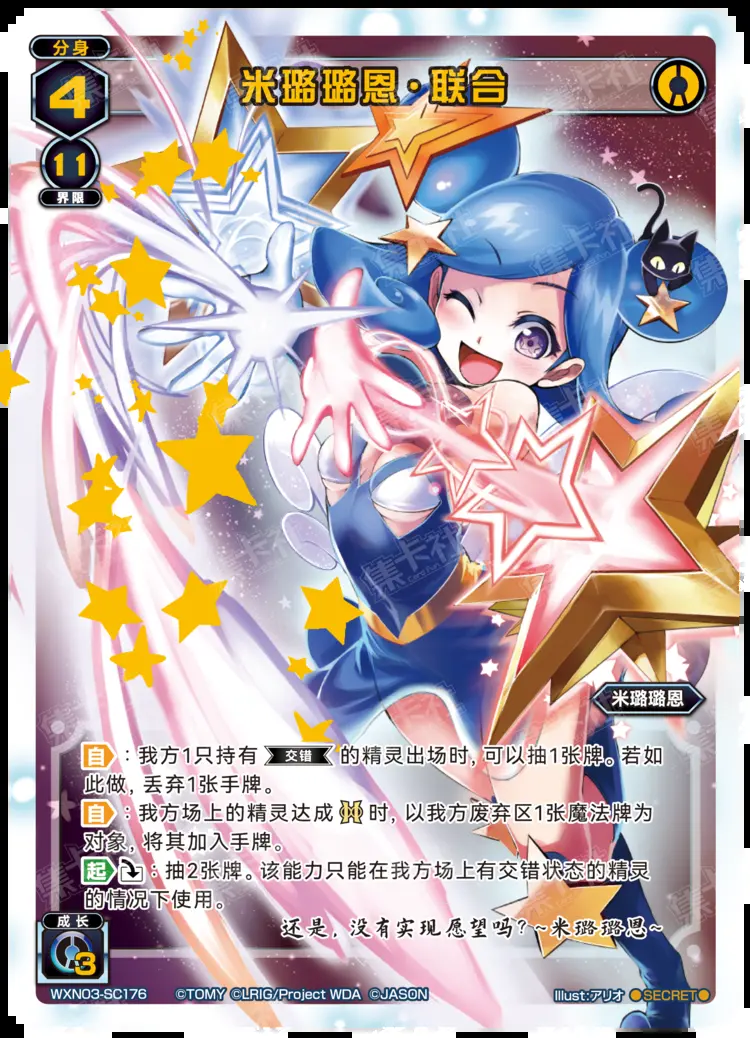 分身
4
米璐璐恩·联合
11
界限
米璐璐恩
自：我方1只持有 交错 的精灵出场时, 可以抽1张牌。若如
此做, 丢弃1张手牌。
自：我方场上的精灵达成 时, 以我方废弃区1张魔法牌为
对象, 将其加入手牌。
起 ：抽2张牌。该能力只能在我方场上有交错状态的精灵
的情况下使用。
还是, 没有实现愿望吗？~米璐璐恩~
成长
3
WXN03-SC176 ©TOMY ©LRIG/Project WDA ©JASON
Illust:アリオ ●SECRET●
集卡社